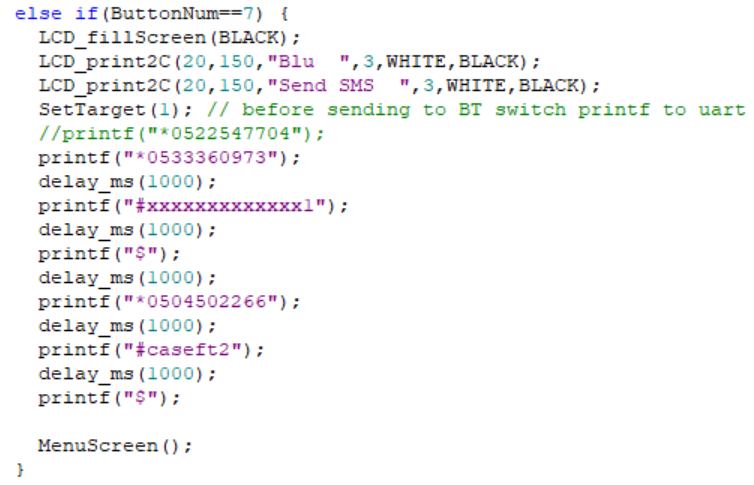 else if(ButtonNum==7) {
LCD_fillScreen(BLACK);
LCD_print2C(20,150,"Blu  ",3,WHITE,BLACK);
LCD_print2C(20,150,"Send SMS  ",3,WHITE,BLACK);
SetTarget(1); // before sending to BT switch printf to uart
//printf("*0522547704");
printf("*0533360973");
delay_ms(1000);
printf("#xxxxxxxxxxxxx1");
delay_ms(1000);
printf("$");
delay_ms(1000);
printf("*0504502266");
delay_ms(1000);
printf("#caseft2");
delay_ms(1000);
printf("$");
MenuScreen();
}